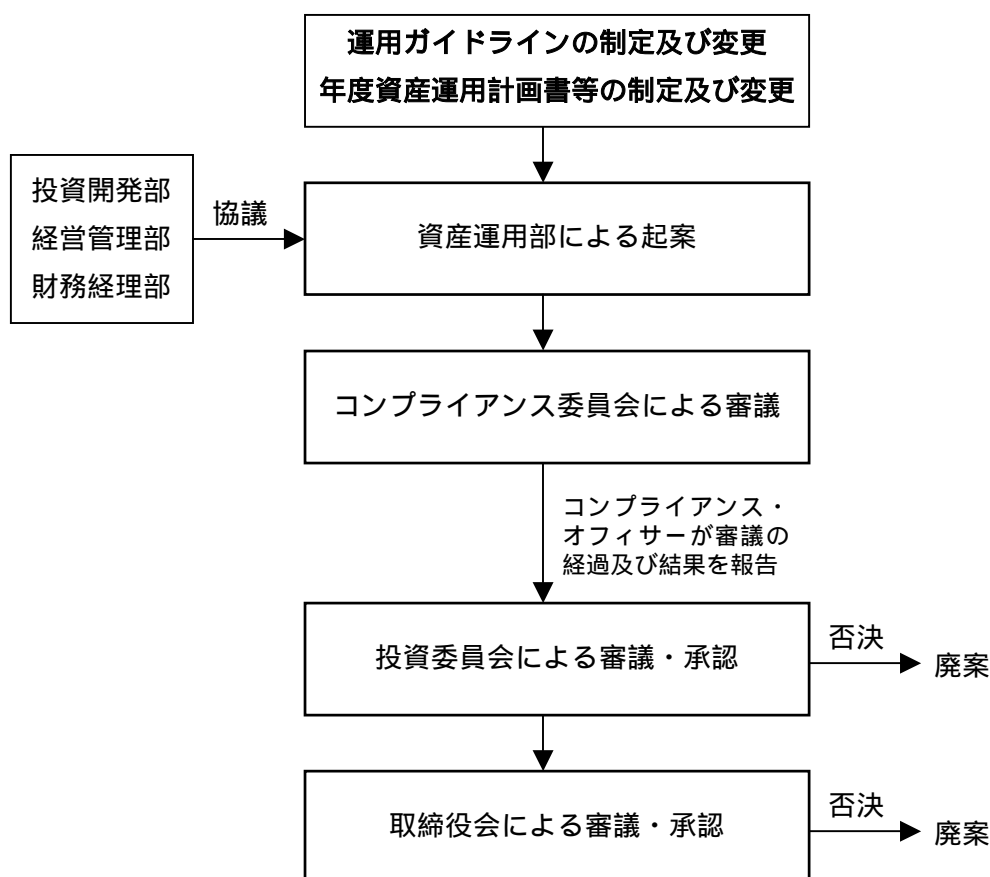 運用ガイドラインの制定及び変更
年度資産運用計画書等の制定及び変更
投資開発部
経営管理部
財務経理部
協議
資産運用部による起案
コンプライアンス委員会による審議
コンプライアンス・
オフィサーが審議の
経過及び結果を報告
投資委員会による審議・承認
否決
廃案
取締役会による審議・承認
否決
廃案